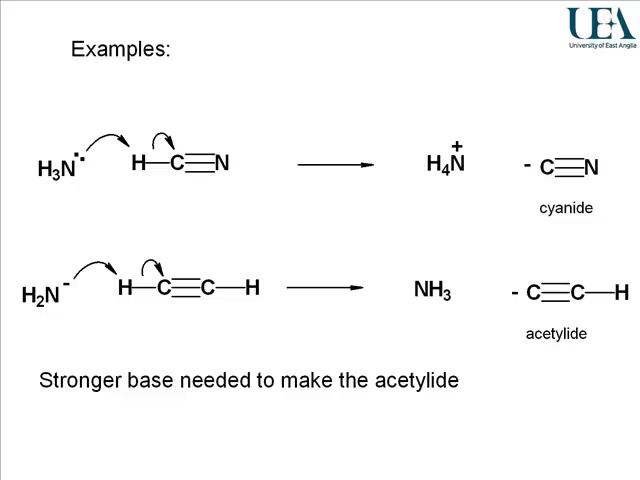 UEA
University of East Anglia
Examples:
H₃N: H—C≡N → H₄N⁺ ⁻C≡N
cyanide
H₂N⁻ H—C≡C—H → NH₃ ⁻C≡C—H
acetylide
Stronger base needed to make the acetylide